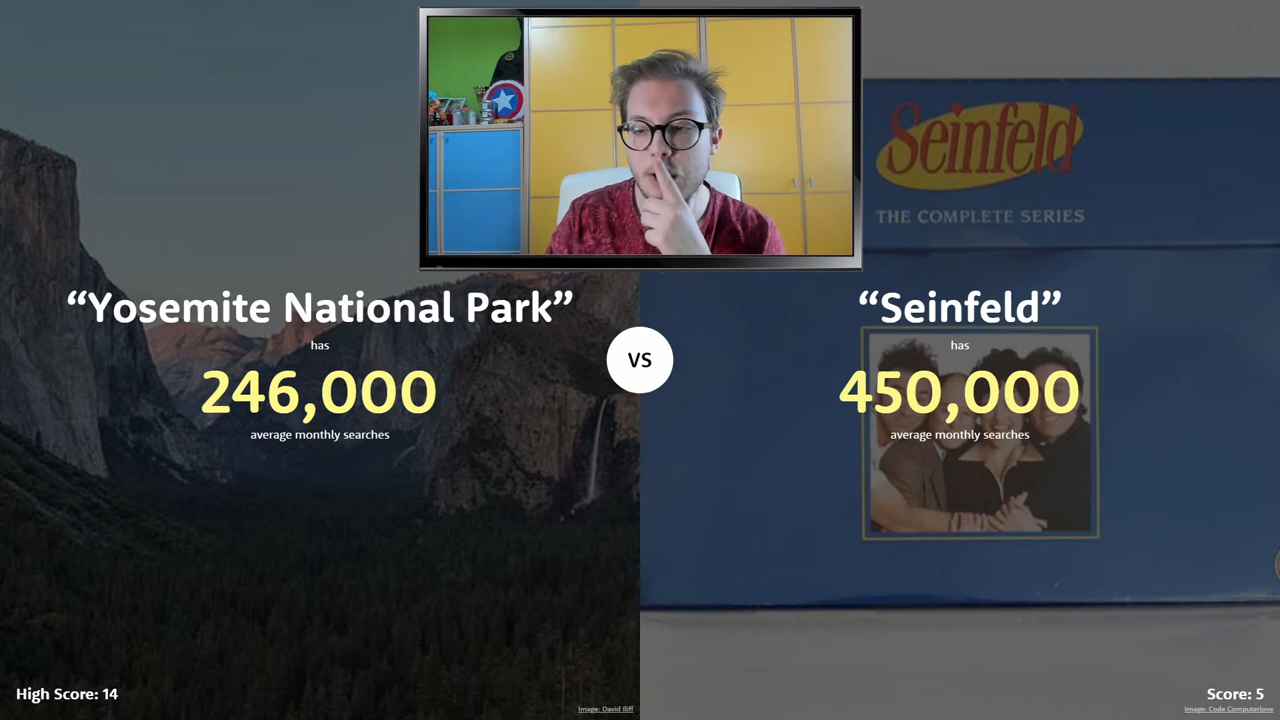 Seinfeld
THE COMPLETE SERIES
“Yosemite National Park”
has
246,000
average monthly searches
VS
“Seinfeld”
has
450,000
average monthly searches
High Score: 14
Image: David Iliff
Score: 5
Image: Code Computerlove